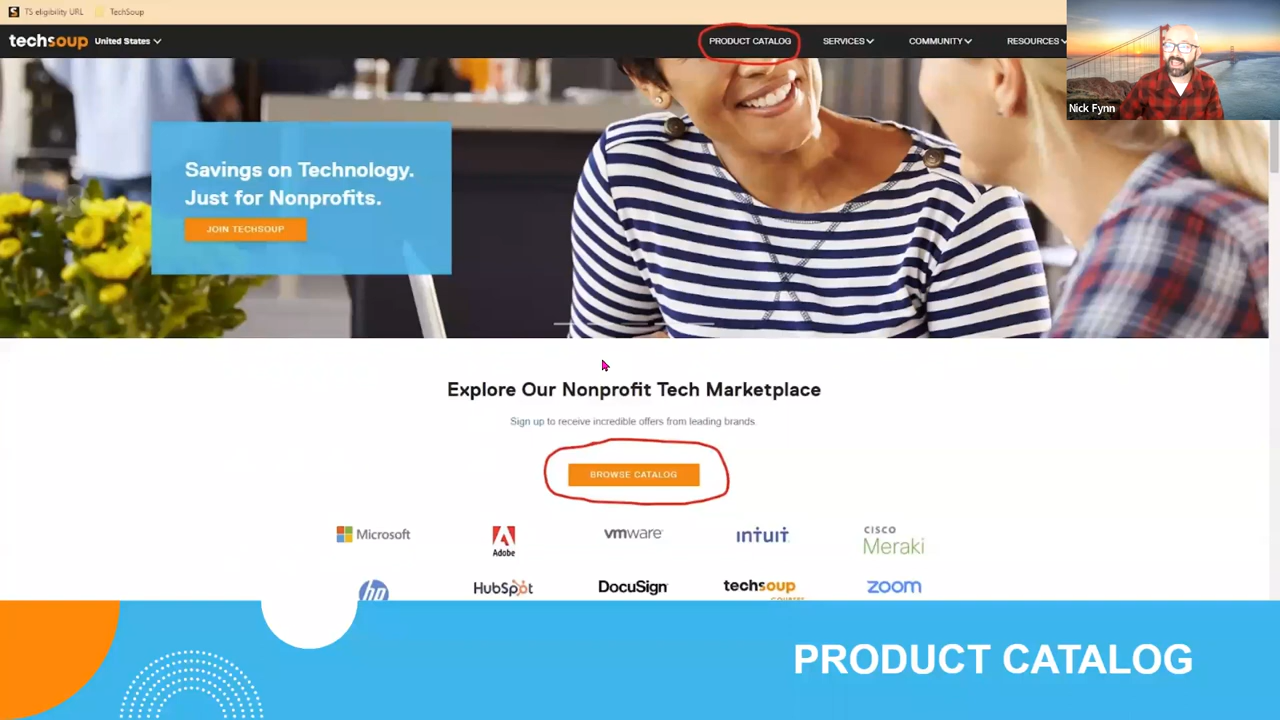 TS eligibility URL
TechSoup
techsoup United States
PRODUCT CATALOG
SERVICES
COMMUNITY
RESOURCES
Nick Fynn
Savings on Technology.
Just for Nonprofits.
JOIN TECHSOUP
Explore Our Nonprofit Tech Marketplace
Sign up to receive incredible offers from leading brands
BROWSE CATALOG
Microsoft
Adobe
vmware
intuit
CISCO
Meraki
hp
HubSpot
DocuSign
techsoup
zoom
PRODUCT CATALOG